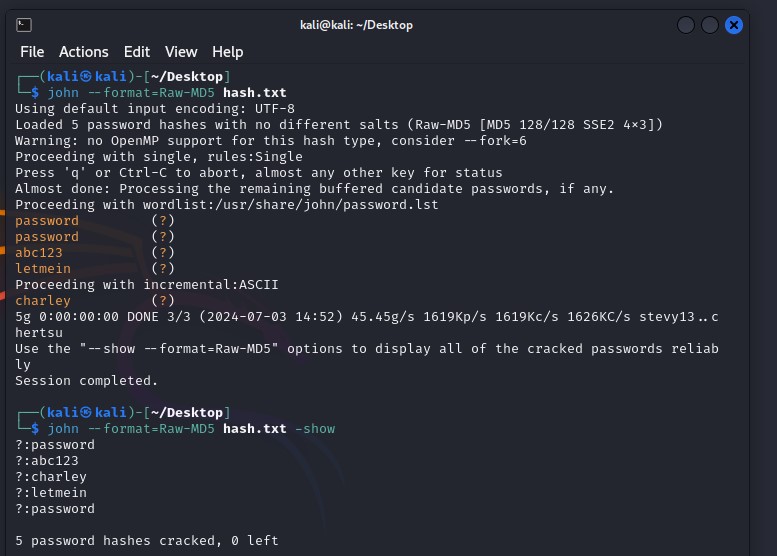 kali@kali: ~/Desktop
File Actions Edit View Help
┌──(kali㉿kali)-[~/Desktop]
└─$ john --format=Raw-MD5 hash.txt
Using default input encoding: UTF-8
Loaded 5 password hashes with no different salts (Raw-MD5 [MD5 128/128 SSE2 4×3])
Warning: no OpenMP support for this hash type, consider --fork=6
Proceeding with single, rules:Single
Press 'q' or Ctrl-C to abort, almost any other key for status
Almost done: Processing the remaining buffered candidate passwords, if any.
Proceeding with wordlist:/usr/share/john/password.lst
password         (?)
password         (?)
abc123           (?)
letmein          (?)
Proceeding with incremental:ASCII
charley          (?)
5g 0:00:00:00 DONE 3/3 (2024-07-03 14:52) 45.45g/s 1619Kp/s 1619Kc/s 1626KC/s stevy13..c
hertsu
Use the "--show --format=Raw-MD5" options to display all of the cracked passwords reliab
ly
Session completed.
┌──(kali㉿kali)-[~/Desktop]
└─$ john --format=Raw-MD5 hash.txt -show
?:password
?:abc123
?:charley
?:letmein
?:password
5 password hashes cracked, 0 left